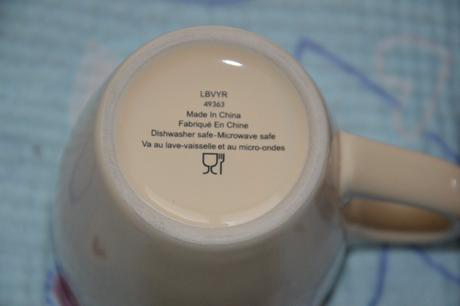 LBVYR
49363
Made In China
Fabriqué En Chine
Dishwasher safe-Microwave safe
Va au lave-vaisselle et au micro-ondes